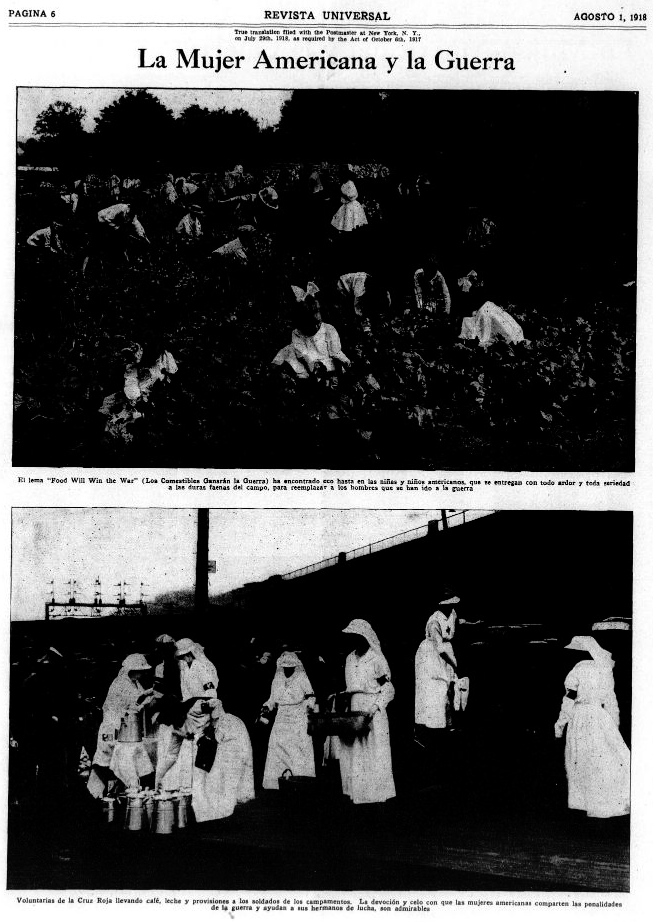 PAGINA 6
REVISTA UNIVERSAL
AGOSTO 1, 1918
True translation filed with the Postmaster at New York, N. Y.,
on July 29th, 1918, as required by the Act of October 6th, 1917
La Mujer Americana y la Guerra
El lema "Food Will Win the War" (Los Comestibles Ganarán la Guerra) ha encontrado eco hasta en las niñas y niños americanos, que se entregan con todo ardor y toda seriedad
a las duras faenas del campo, para reemplazar a los hombres que se han ido a la guerra
Voluntarias de la Cruz Roja llevando café, leche y provisiones a los soldados de los campamentos. La devoción y celo con que las mujeres americanas comparten las penalidades
de la guerra y ayudan a sus hermanos de lucha, son admirables